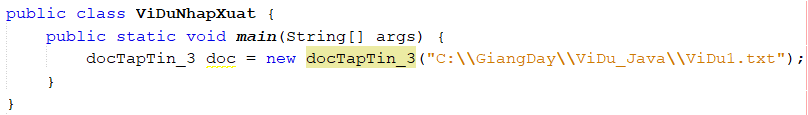 public class ViDuNhapXuat {
    public static void main(String[] args) {
        docTapTin_3 doc = new docTapTin_3("C:\\GiangDay\\ViDu_Java\\ViDu1.txt");
    }
}